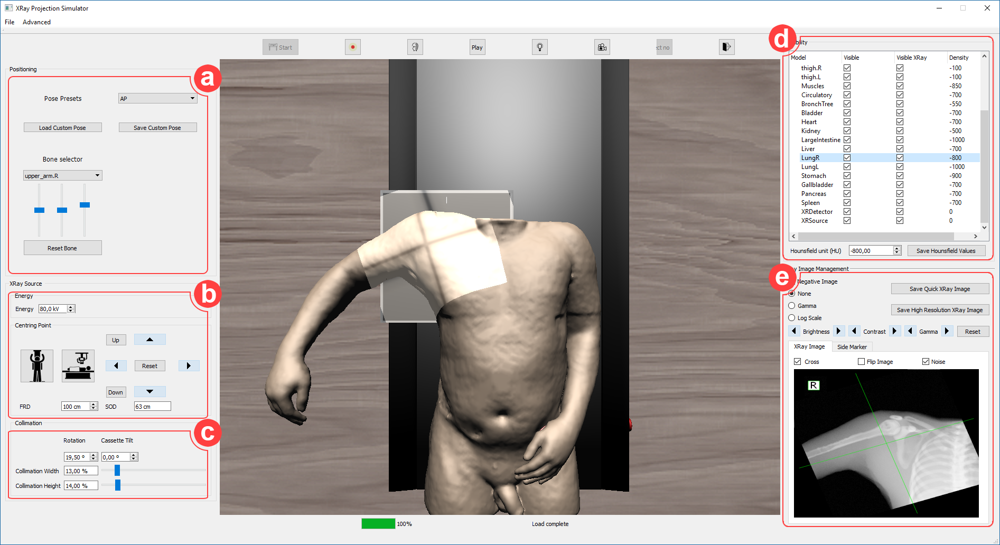 XRay Projection Simulator
File Advanced
Start
Play
ect no
Positioning
a
Pose Presets AP
Load Custom Pose Save Custom Pose
Bone selector
upper_arm.R
Reset Bone
XRay Source
b
Energy
Energy 80,0 kV
Centring Point
Up
Reset
Down
FRD 100 cm SOD 63 cm
Collimation
c
Rotation Cassette Tilt
19,50 º 0,00 º
Collimation Width 13,00 %
Collimation Height 14,00 %
100% Load complete
d
bility
Model Visible Visible XRay Density
thigh.R -100
thigh.L -100
Muscles -850
Circulatory -700
BronchTree -550
Bladder -700
Heart -700
Kidney -500
LargeIntestine -1000
Liver -700
LungR -800
LungL -1000
Stomach -900
Gallbladder -700
Pancreas -700
Spleen -700
XRDetector 0
XRSource 0
Hounsfield unit (HU) -800,00 Save Hounsfield Values
e
y Image Management
Negative Image
Save Quick XRay Image
None
Gamma
Save High Resolution XRay Image
Log Scale
Brightness Contrast Gamma Reset
XRay Image Side Marker
Cross Flip Image Noise
R